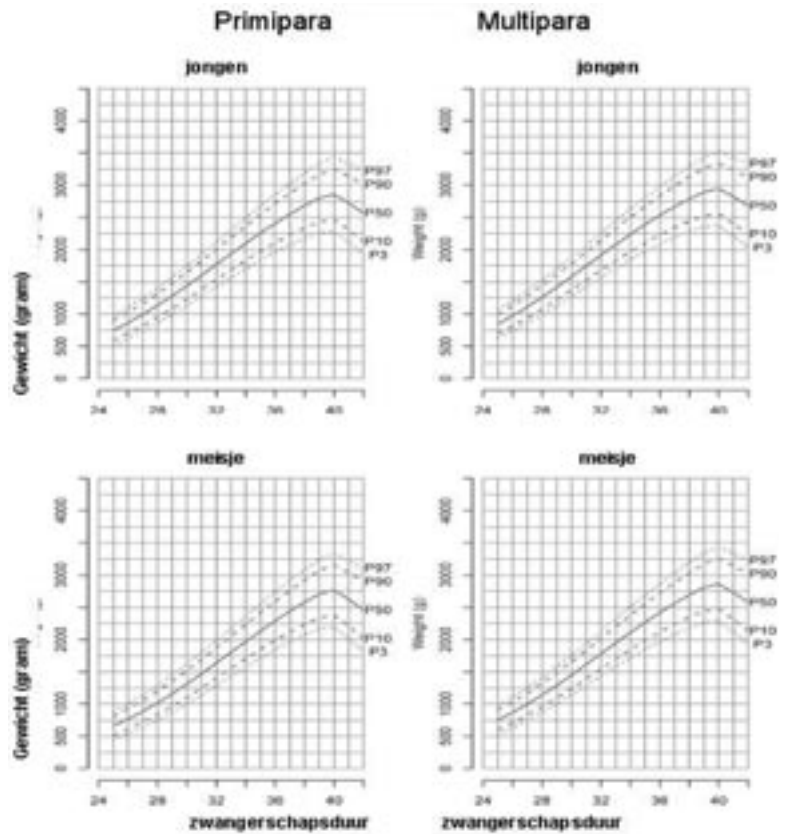 Primipara Multipara
jongen jongen
Gewicht (gram)
4000
3000
2000
1000
500
0
P97
P90
P50
P10
P3
24 28 32 36 40
Weight (g)
4000
3000
2000
1000
500
0
P97
P90
P50
P10
P3
24 28 32 36 40
meisje meisje
Gewicht (gram)
4000
3000
2000
1000
500
0
P97
P90
P50
P10
P3
24 28 32 36 40
zwangerschapsduur
Weight (g)
4000
3000
2000
1000
500
0
P97
P90
P50
P10
P3
24 28 32 36 40
zwangerschapsduur